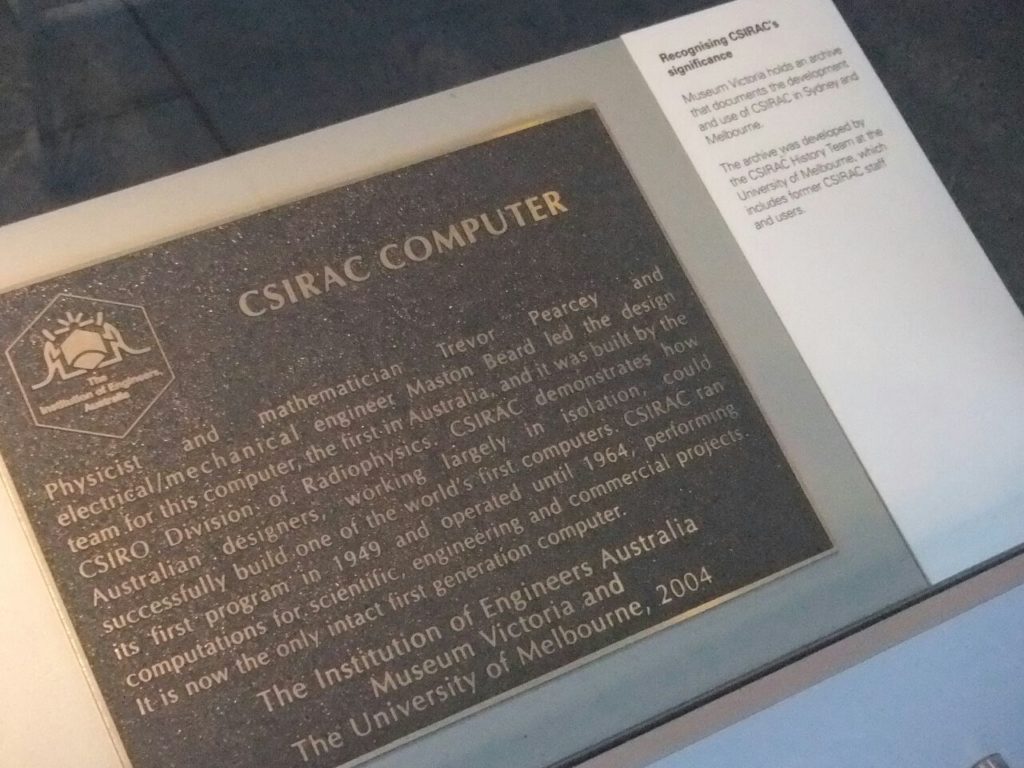 CSIRAC COMPUTER
The
Institution of Engineers,
Australia
Physicist and mathematician Trevor Pearcey and
electrical/mechanical engineer Maston Beard led the design
team for this computer, the first in Australia, and it was built by the
CSIRO Division of Radiophysics. CSIRAC demonstrates how
Australian designers, working largely in isolation, could
successfully build one of the world's first computers. CSIRAC ran
its first program in 1949 and operated until 1964, performing
computations for scientific, engineering and commercial projects.
It is now the only intact first generation computer.
The Institution of Engineers Australia
Museum Victoria and
The University of Melbourne, 2004
Recognising CSIRAC's
significance
Museum Victoria holds an archive
that documents the development
and use of CSIRAC in Sydney and
Melbourne.
The archive was developed by
the CSIRAC History Team at the
University of Melbourne, which
includes former CSIRAC staff
and users.